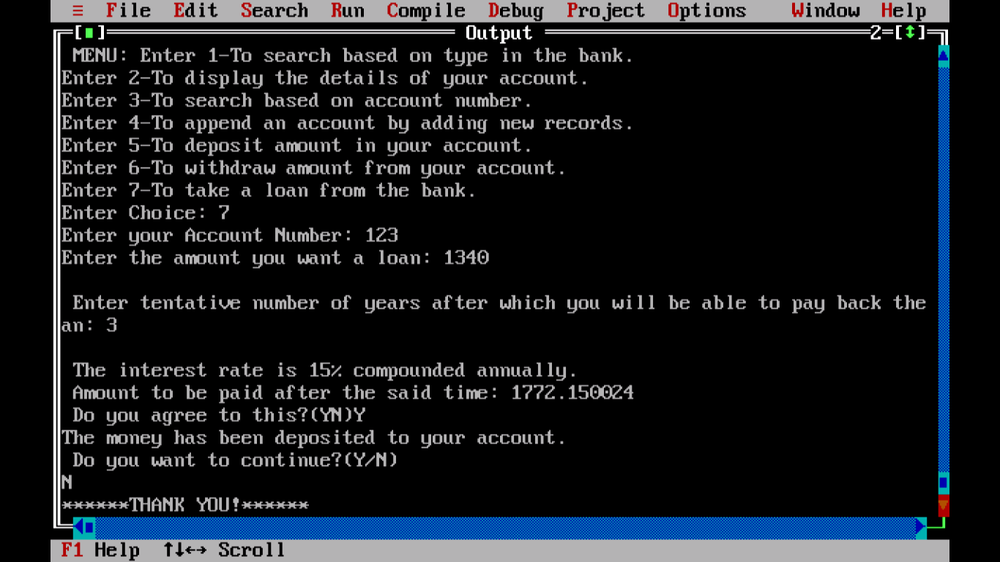 ≡ File Edit Search Run Compile Debug Project Options Window Help
[■] Output 2=[↕]
MENU: Enter 1-To search based on type in the bank.
Enter 2-To display the details of your account.
Enter 3-To search based on account number.
Enter 4-To append an account by adding new records.
Enter 5-To deposit amount in your account.
Enter 6-To withdraw amount from your account.
Enter 7-To take a loan from the bank.
Enter Choice: 7
Enter your Account Number: 123
Enter the amount you want a loan: 1340
Enter tentative number of years after which you will be able to pay back the
an: 3
The interest rate is 15% compounded annually.
Amount to be paid after the said time: 1772.150024
Do you agree to this?(YN)Y
The money has been deposited to your account.
Do you want to continue?(Y/N)
N
******THANK YOU!******
F1 Help ↑↓↔ Scroll